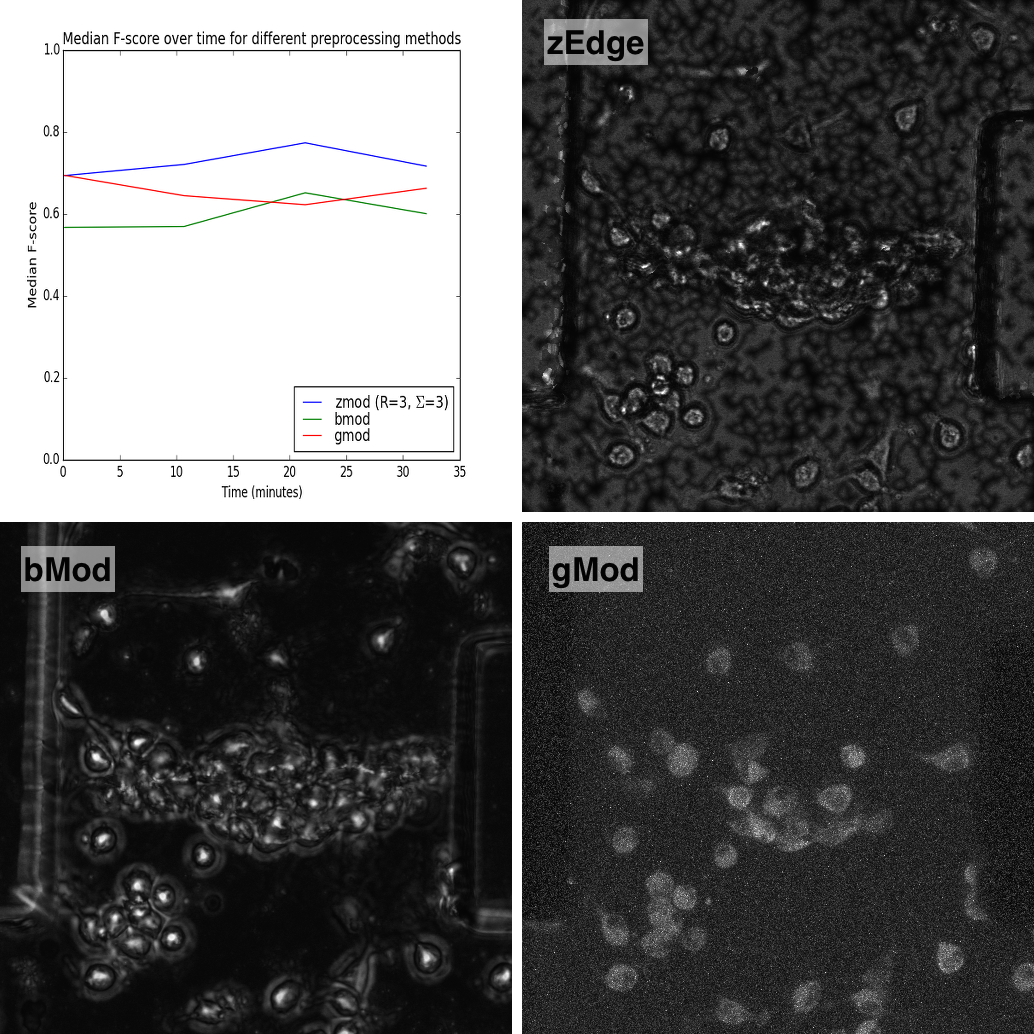 Median F-score over time for different preprocessing methods
1.0
0.8
0.6
0.4
0.2
0.0
Median F-score
0 5 10 15 20 25 30 35
Time (minutes)
zmod (R=3, Σ=3)
bmod
gmod
zEdge
bMod
gMod